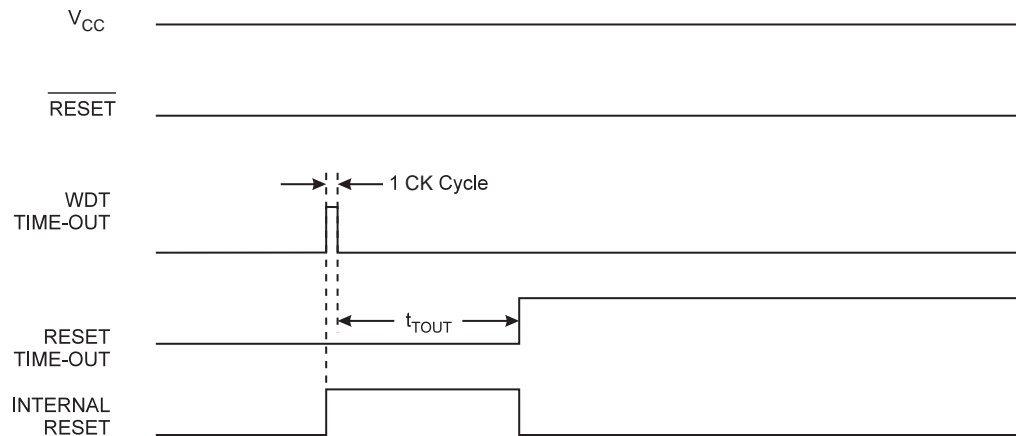 VCC
RESET
1 CK Cycle
WDT
TIME-OUT
tTOUT
RESET
TIME-OUT
INTERNAL
RESET